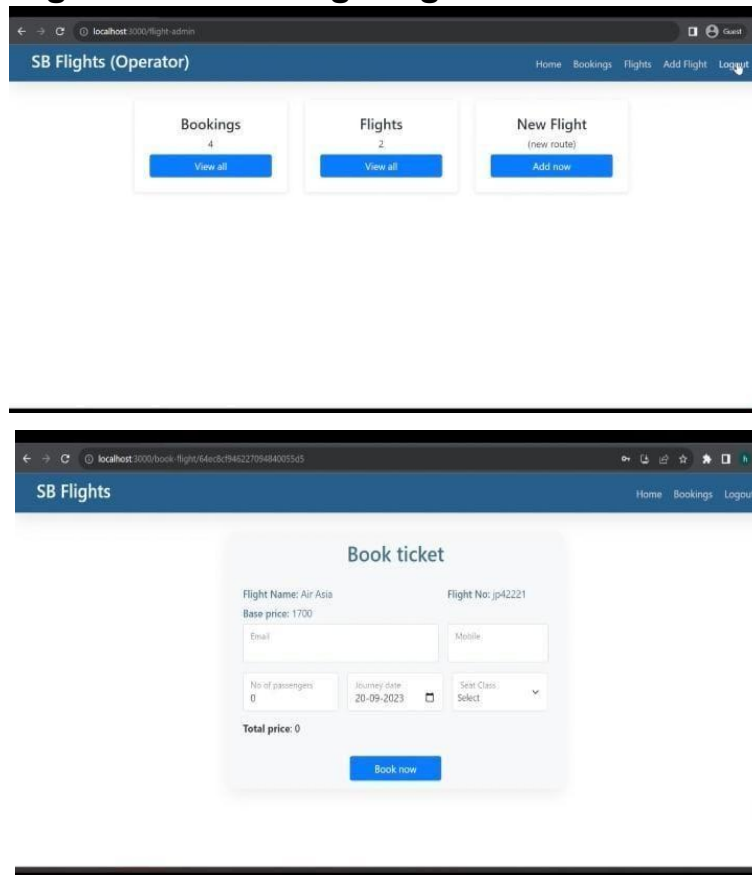 localhost:3000/flight-admin
Guest
SB Flights (Operator)
Home Bookings Flights Add Flight Logout
Bookings Flights New Flight
4 2 (new route)
View all View all Add now
localhost:3000/book-flight/64ec8cf946227094840055d5
h
SB Flights
Home Bookings Logout
Book ticket
Flight Name: Air Asia Flight No: jp42221
Base price: 1700
Email Mobile
No of passengers Journey date Seat Class
0 20-09-2023 Select
Total price: 0
Book now